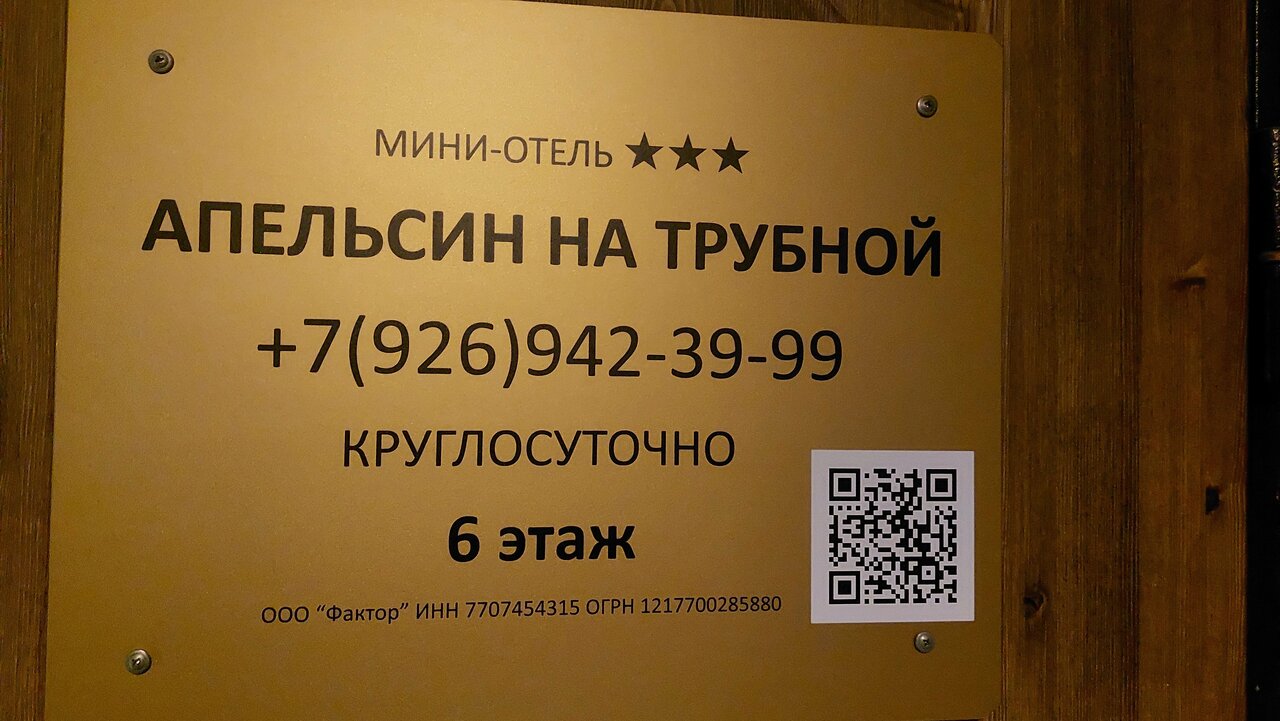 МИНИ-ОТЕЛЬ ★★★
АПЕЛЬСИН НА ТРУБНОЙ
+7(926)942-39-99
КРУГЛОСУТОЧНО
6 этаж
ООО “Фактор” ИНН 7707454315 ОГРН 1217700285880